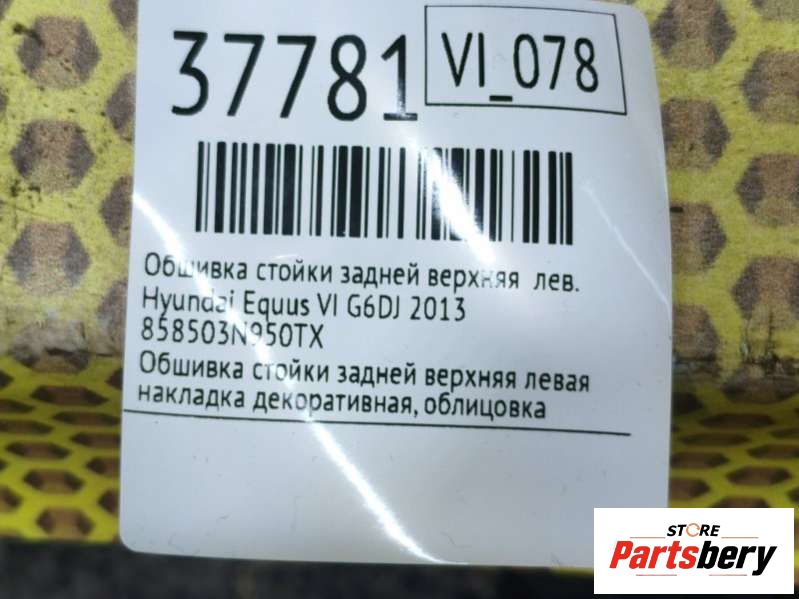 37781
VI_078
Обшивка стойки задней верхняя лев.
Hyundai Equus VI G6DJ 2013
858503N950TX
Обшивка стойки задней верхняя левая
накладка декоративная, облицовка
STORE
Partsbery